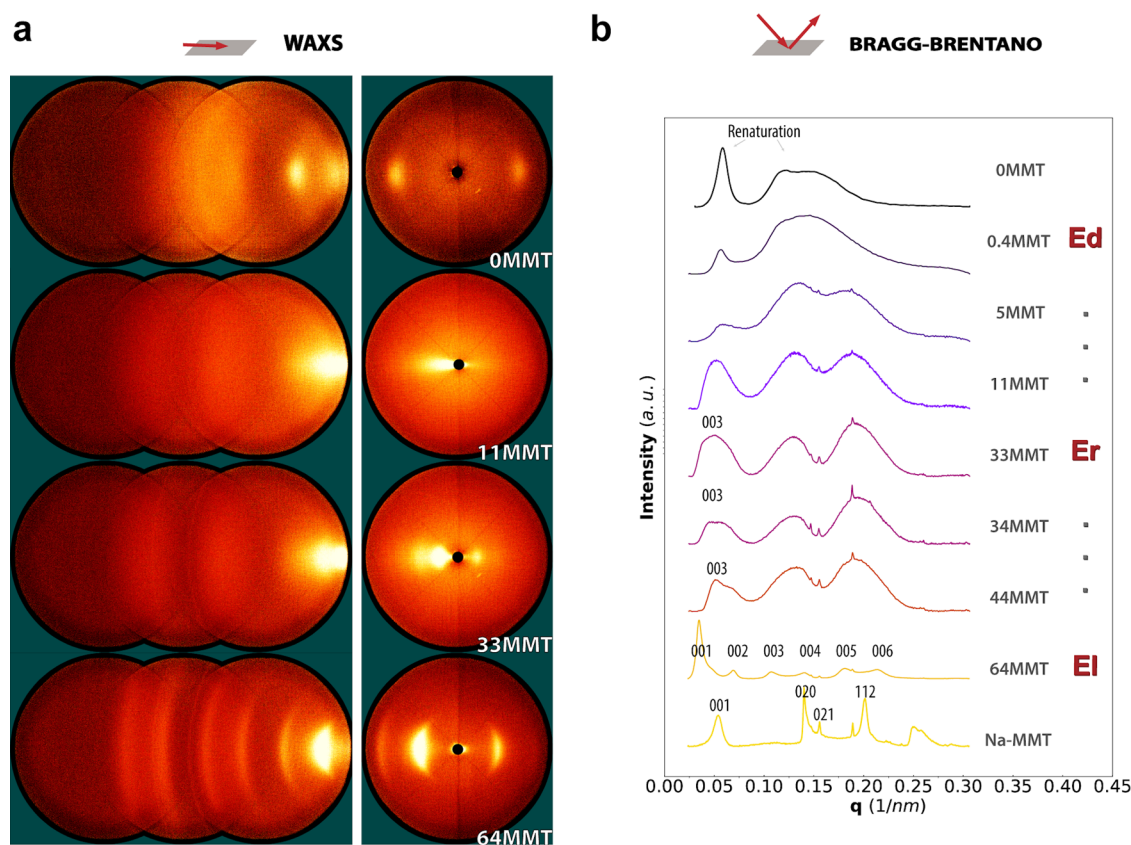 a
WAXS
0MMT
11MMT
33MMT
64MMT
b
BRAGG-BRENTANO
Renaturation
0MMT
0.4MMT
Ed
5MMT
11MMT
003
33MMT
Er
003
34MMT
003
44MMT
001 002 003 004 005 006
64MMT
El
001
020
021
112
Na-MMT
Intensity (a.u.)
0.00 0.05 0.10 0.15 0.20 0.25 0.30 0.35 0.40 0.45
q (1/nm)